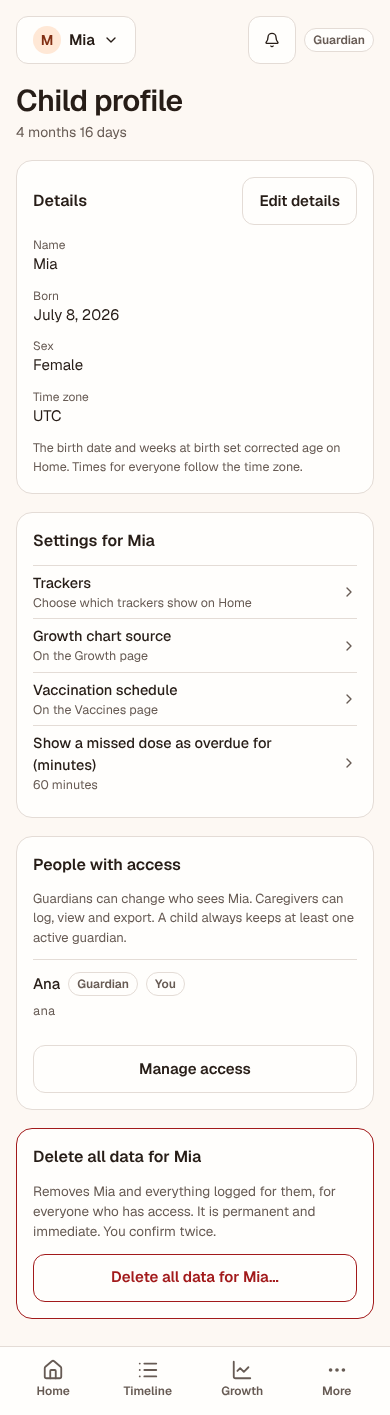 M Mia Guardian
Child profile
4 months 16 days
Details Edit details
Name
Mia
Born
July 8, 2026
Sex
Female
Time zone
UTC
The birth date and weeks at birth set corrected age on
Home. Times for everyone follow the time zone.
Settings for Mia
Trackers
Choose which trackers show on Home
Growth chart source
On the Growth page
Vaccination schedule
On the Vaccines page
Show a missed dose as overdue for
(minutes)
60 minutes
People with access
Guardians can change who sees Mia. Caregivers can
log, view and export. A child always keeps at least one
active guardian.
Ana Guardian You
ana
Manage access
Delete all data for Mia
Removes Mia and everything logged for them, for
everyone who has access. It is permanent and
immediate. You confirm twice.
Delete all data for Mia…
Home Timeline Growth More